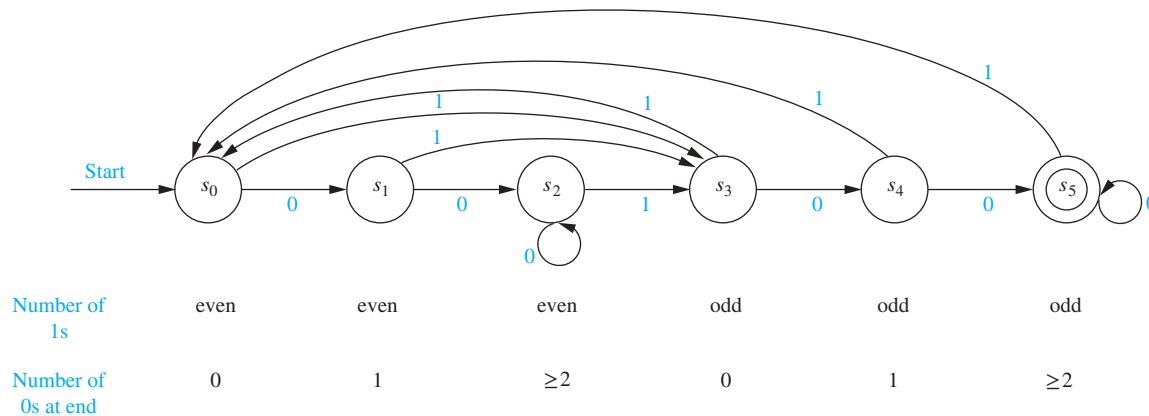 1
1
1
1
1
Start
s0
s1
s2
s3
s4
s5
0
0
1
0
0
0
0
Number of
1s
even
even
even
odd
odd
odd
Number of
0s at end
0
1
≥2
0
1
≥2